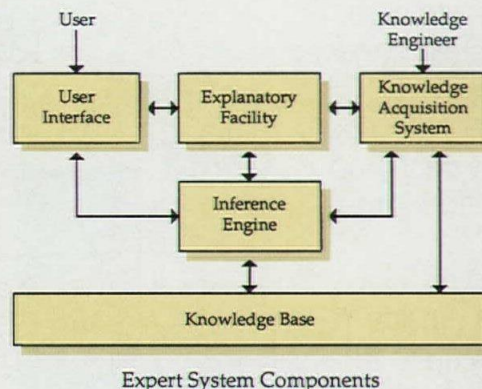 User
Knowledge
Engineer
User
Interface
Explanatory
Facility
Knowledge
Acquisition
System
Inference
Engine
Knowledge Base
Expert System Components